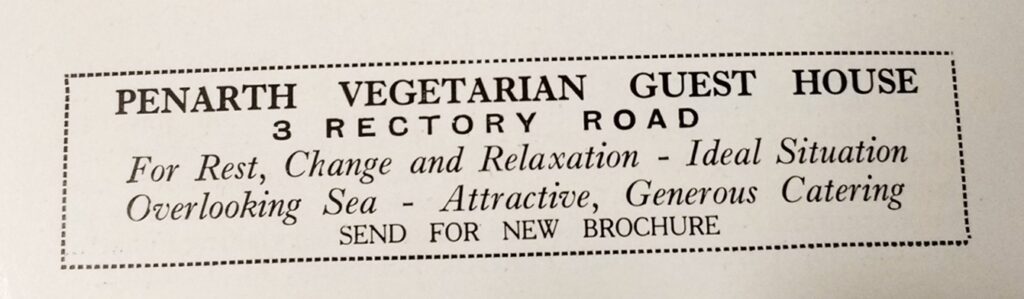 PENARTH VEGETARIAN GUEST HOUSE
3 RECTORY ROAD
For Rest, Change and Relaxation - Ideal Situation
Overlooking Sea - Attractive, Generous Catering
SEND FOR NEW BROCHURE